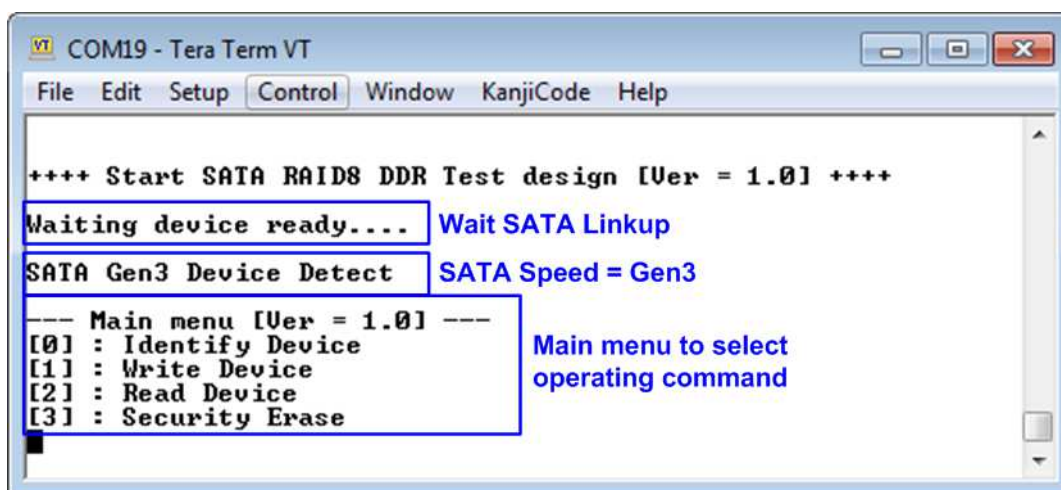 COM19 - Tera Term VT
File Edit Setup Control Window KanjiCode Help
++++ Start SATA RAID8 DDR Test design [Ver = 1.0] ++++
Waiting device ready.... Wait SATA Linkup
SATA Gen3 Device Detect SATA Speed = Gen3
--- Main menu [Ver = 1.0] ---
[0] : Identify Device
[1] : Write Device
[2] : Read Device
[3] : Security Erase
Main menu to select
operating command